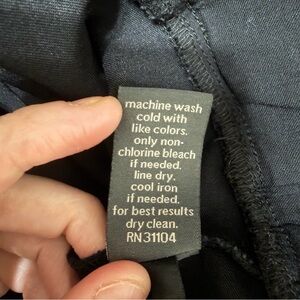 machine wash
cold with
like colors.
only non-
chlorine bleach
if needed.
line dry.
cool iron
if needed.
for best results
dry clean.
RN31104